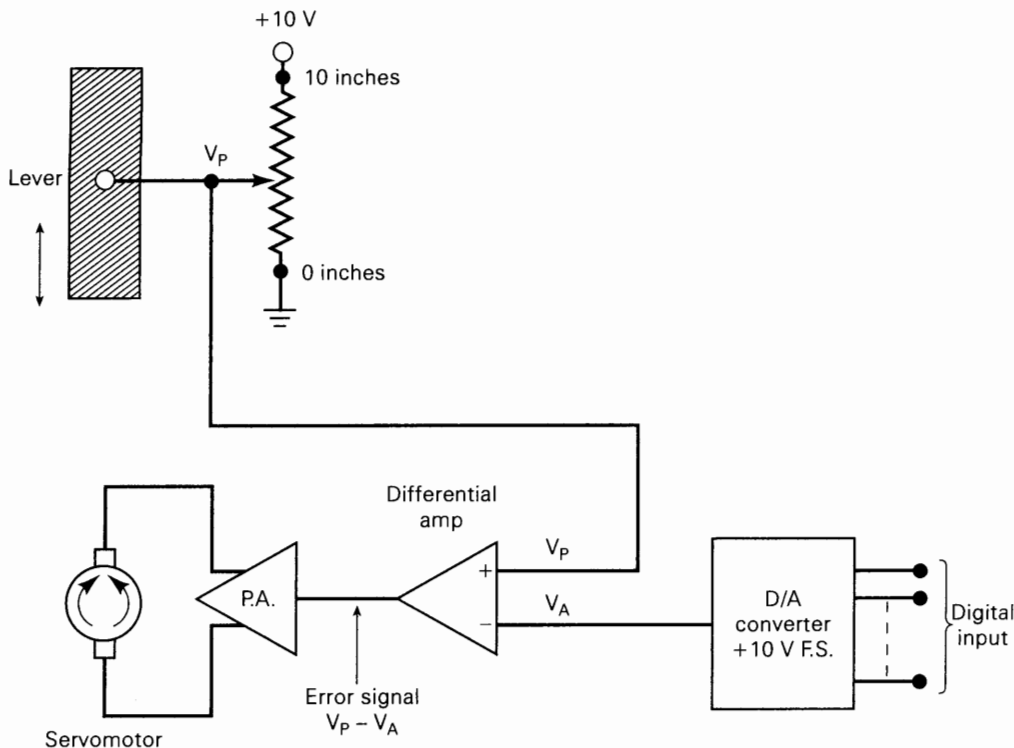 +10 V
10 inches
V_P
Lever
0 inches
Differential
amp
V_P
+
P.A.
V_A
−
D/A
converter
+10 V F.S.
Digital
input
Error signal
V_P − V_A
Servomotor